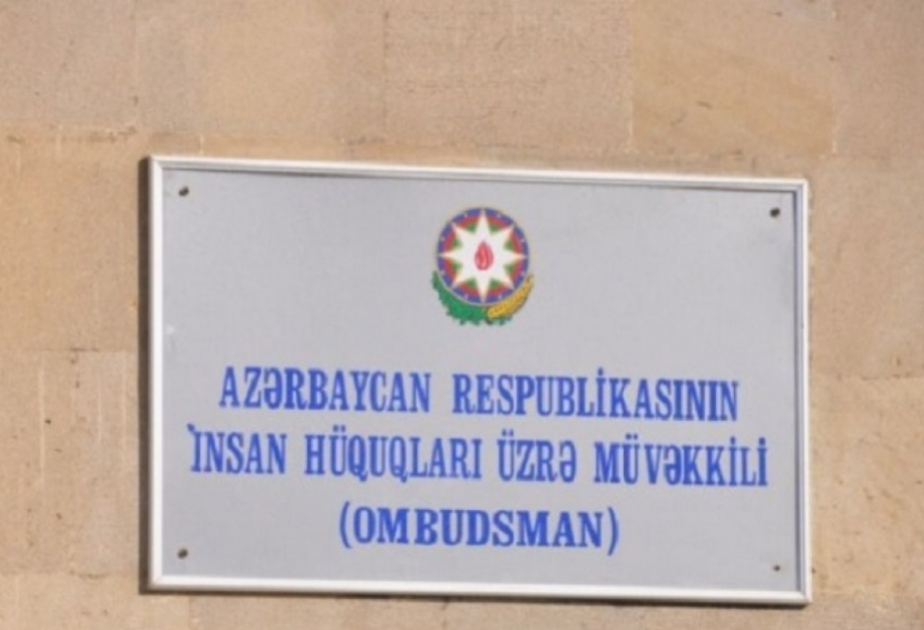 AZƏRBAYCAN RESPUBLİKASININ
İNSAN HÜQUQLARI ÜZRƏ MÜVƏKKİLİ
(OMBUDSMAN)